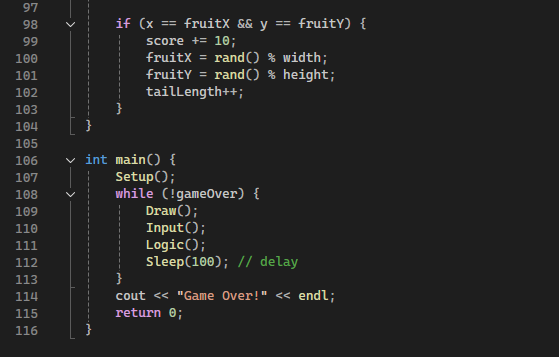 97
98 if (x == fruitX && y == fruitY) {
99 score += 10;
100 fruitX = rand() % width;
101 fruitY = rand() % height;
102 tailLength++;
103 }
104 }
105
106 int main() {
107 Setup();
108 while (!gameOver) {
109 Draw();
110 Input();
111 Logic();
112 Sleep(100); // delay
113 }
114 cout << "Game Over!" << endl;
115 return 0;
116 }